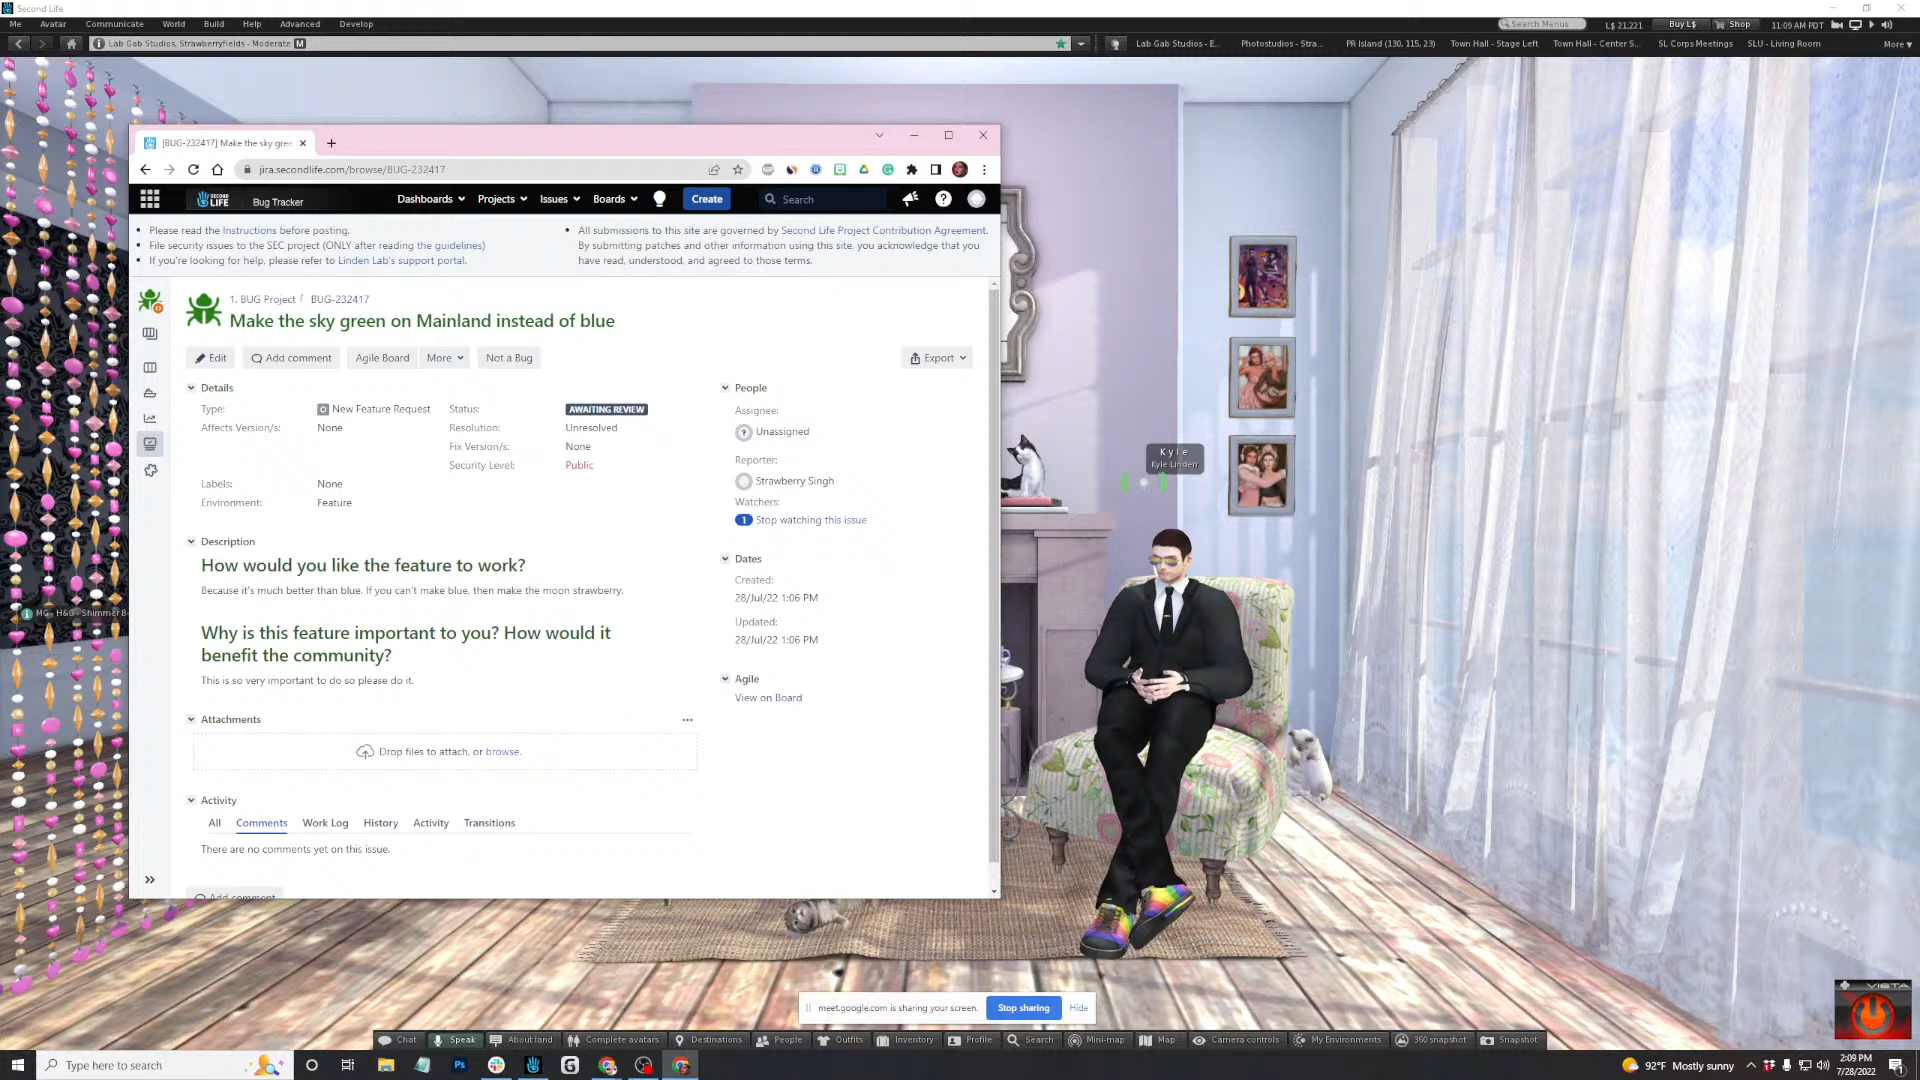 Second Life
Me Avatar Communicate World Build Help Advanced Develop
Search Menus L$ 21,221 Buy L$ Shop 11:09 AM PDT
Lab Gab Studios, Strawberryfields - Moderate M
Lab Gab Studios - E... Photostudios - Stra... PR Island (130, 115, 23) Town Hall - Stage Left Town Hall - Center S... SL Corps Meetings SLU - Living Room More
[BUG-232417] Make the sky gree
jira.secondlife.com/browse/BUG-232417
SECOND LIFE Bug Tracker Dashboards Projects Issues Boards Create Search
• Please read the Instructions before posting.
• File security issues to the SEC project (ONLY after reading the guidelines)
• If you're looking for help, please refer to Linden Lab's support portal.
• All submissions to this site are governed by Second Life Project Contribution Agreement.
By submitting patches and other information using this site, you acknowledge that you
have read, understood, and agreed to those terms.
1. BUG Project / BUG-232417
Make the sky green on Mainland instead of blue
Edit Add comment Agile Board More Not a Bug Export
Details
Type: New Feature Request Status: AWAITING REVIEW
Affects Version/s: None Resolution: Unresolved
Fix Version/s: None
Security Level: Public
Labels: None
Environment: Feature
People
Assignee:
Unassigned
Reporter:
Strawberry Singh
Watchers:
1 Stop watching this issue
Description
How would you like the feature to work?
Because it's much better than blue. If you can't make blue, then make the moon strawberry.
Why is this feature important to you? How would it
benefit the community?
This is so very important to do so please do it.
Dates
Created:
28/Jul/22 1:06 PM
Updated:
28/Jul/22 1:06 PM
Agile
View on Board
Attachments
Drop files to attach, or browse.
Activity
All Comments Work Log History Activity Transitions
There are no comments yet on this issue.
Add comment
Kyle
Kyle Linden
MG - H&G - Shimmer B
VISTA
meet.google.com is sharing your screen. Stop sharing Hide
Chat Speak About land Complete avatars Destinations People Outfits Inventory Profile Search Mini-map Map Camera controls My Environments 360 snapshot Snapshot
Type here to search
Ps
92°F Mostly sunny
2:09 PM
7/28/2022